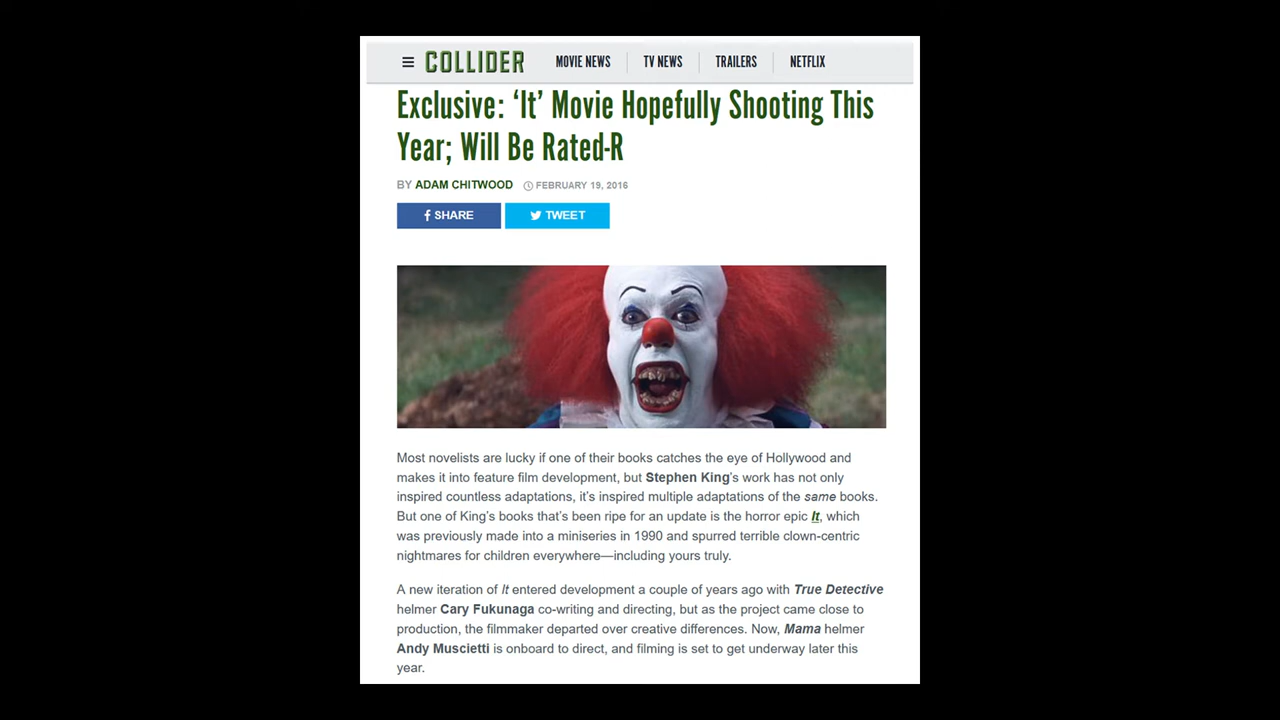 COLLIDER MOVIE NEWS TV NEWS TRAILERS NETFLIX
Exclusive: ‘It’ Movie Hopefully Shooting This
Year; Will Be Rated-R
BY ADAM CHITWOOD FEBRUARY 19, 2016
SHARE TWEET
Most novelists are lucky if one of their books catches the eye of Hollywood and
makes it into feature film development, but Stephen King’s work has not only
inspired countless adaptations, it’s inspired multiple adaptations of the same books.
But one of King’s books that’s been ripe for an update is the horror epic It, which
was previously made into a miniseries in 1990 and spurred terrible clown-centric
nightmares for children everywhere—including yours truly.
A new iteration of It entered development a couple of years ago with True Detective
helmer Cary Fukunaga co-writing and directing, but as the project came close to
production, the filmmaker departed over creative differences. Now, Mama helmer
Andy Muscietti is onboard to direct, and filming is set to get underway later this
year.